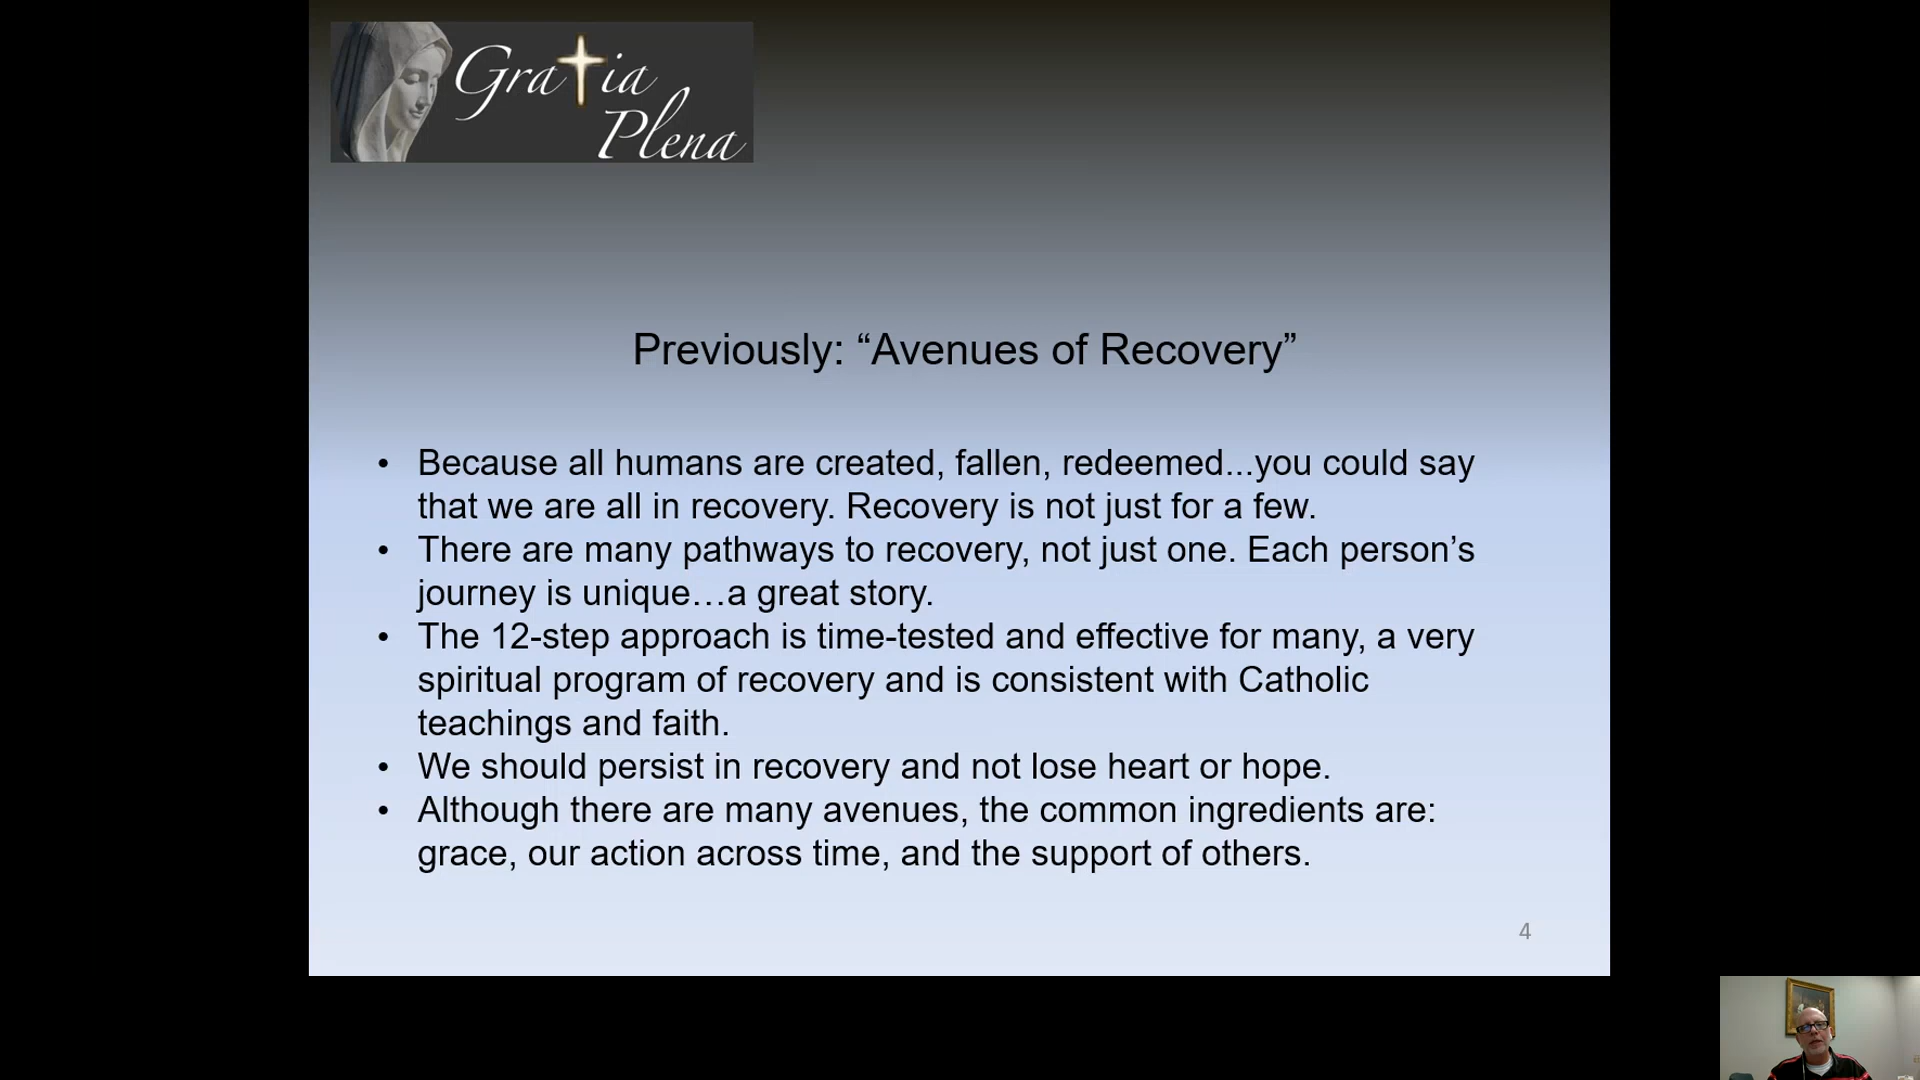 Gratia
Plena
Previously: “Avenues of Recovery”
• Because all humans are created, fallen, redeemed...you could say
that we are all in recovery. Recovery is not just for a few.
• There are many pathways to recovery, not just one. Each person’s
journey is unique…a great story.
• The 12-step approach is time-tested and effective for many, a very
spiritual program of recovery and is consistent with Catholic
teachings and faith.
• We should persist in recovery and not lose heart or hope.
• Although there are many avenues, the common ingredients are:
grace, our action across time, and the support of others.
4